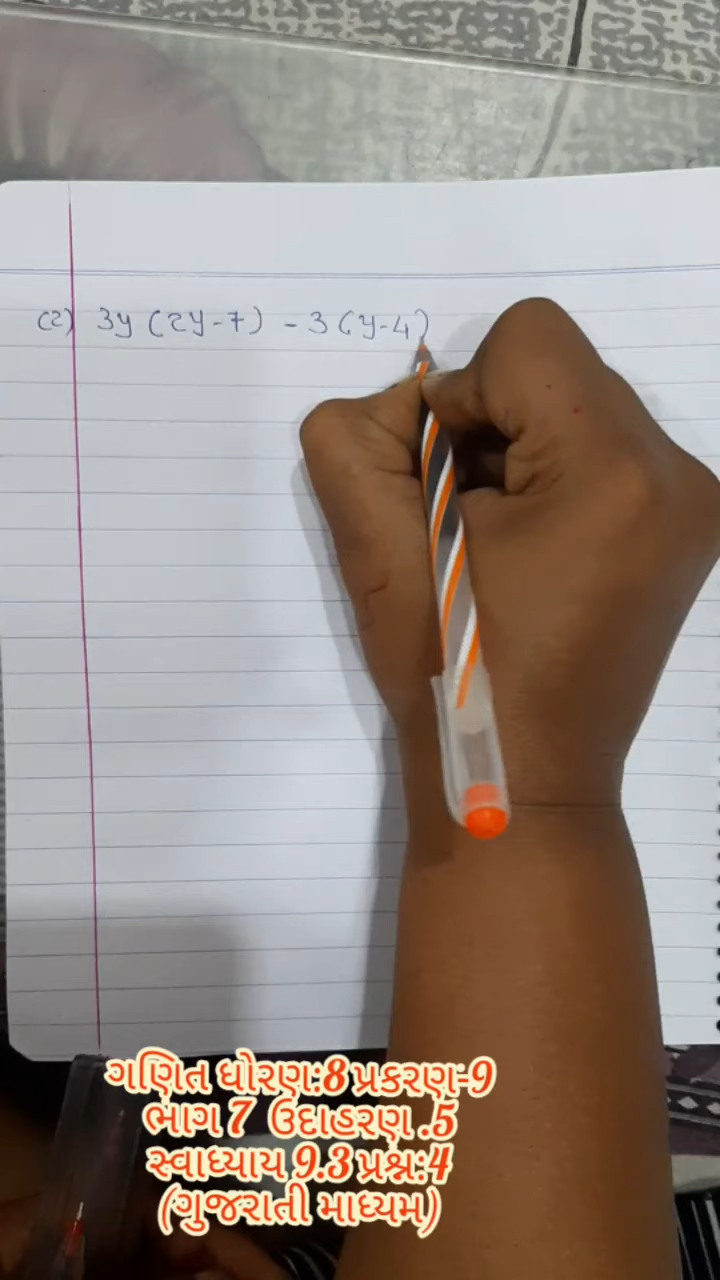 (2) 3y (2y-7) - 3 (y-4)
ગણિત ધોરણ:8 પ્રકરણ-9
ભાગ 7 ઉદાહરણ .5
સ્વાધ્યાય 9.3 પ્રશ્ન:4
(ગુજરાતી માધ્યમ)